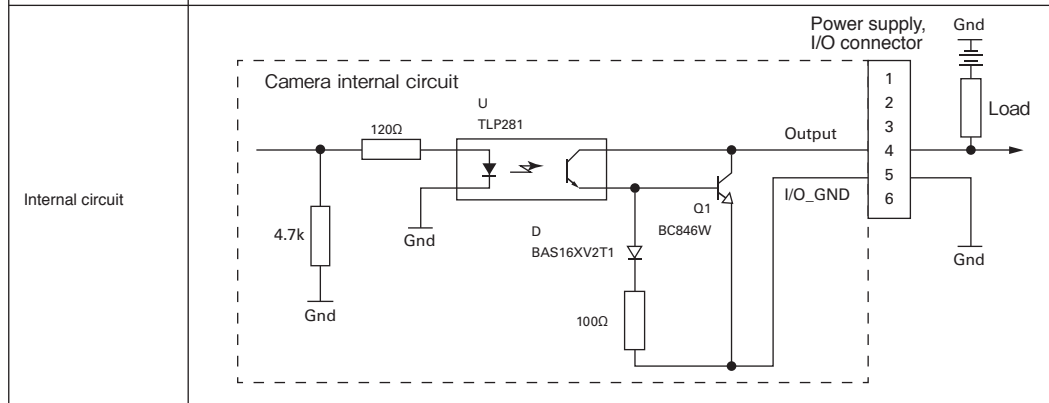 Internal circuit
Camera internal circuit
Power supply,
I/O connector
Gnd
Load
1
2
3
4
5
6
U
TLP281
120Ω
Output
I/O_GND
4.7k
Gnd
Gnd
D
BAS16XV2T1
Q1
BC846W
100Ω
Gnd